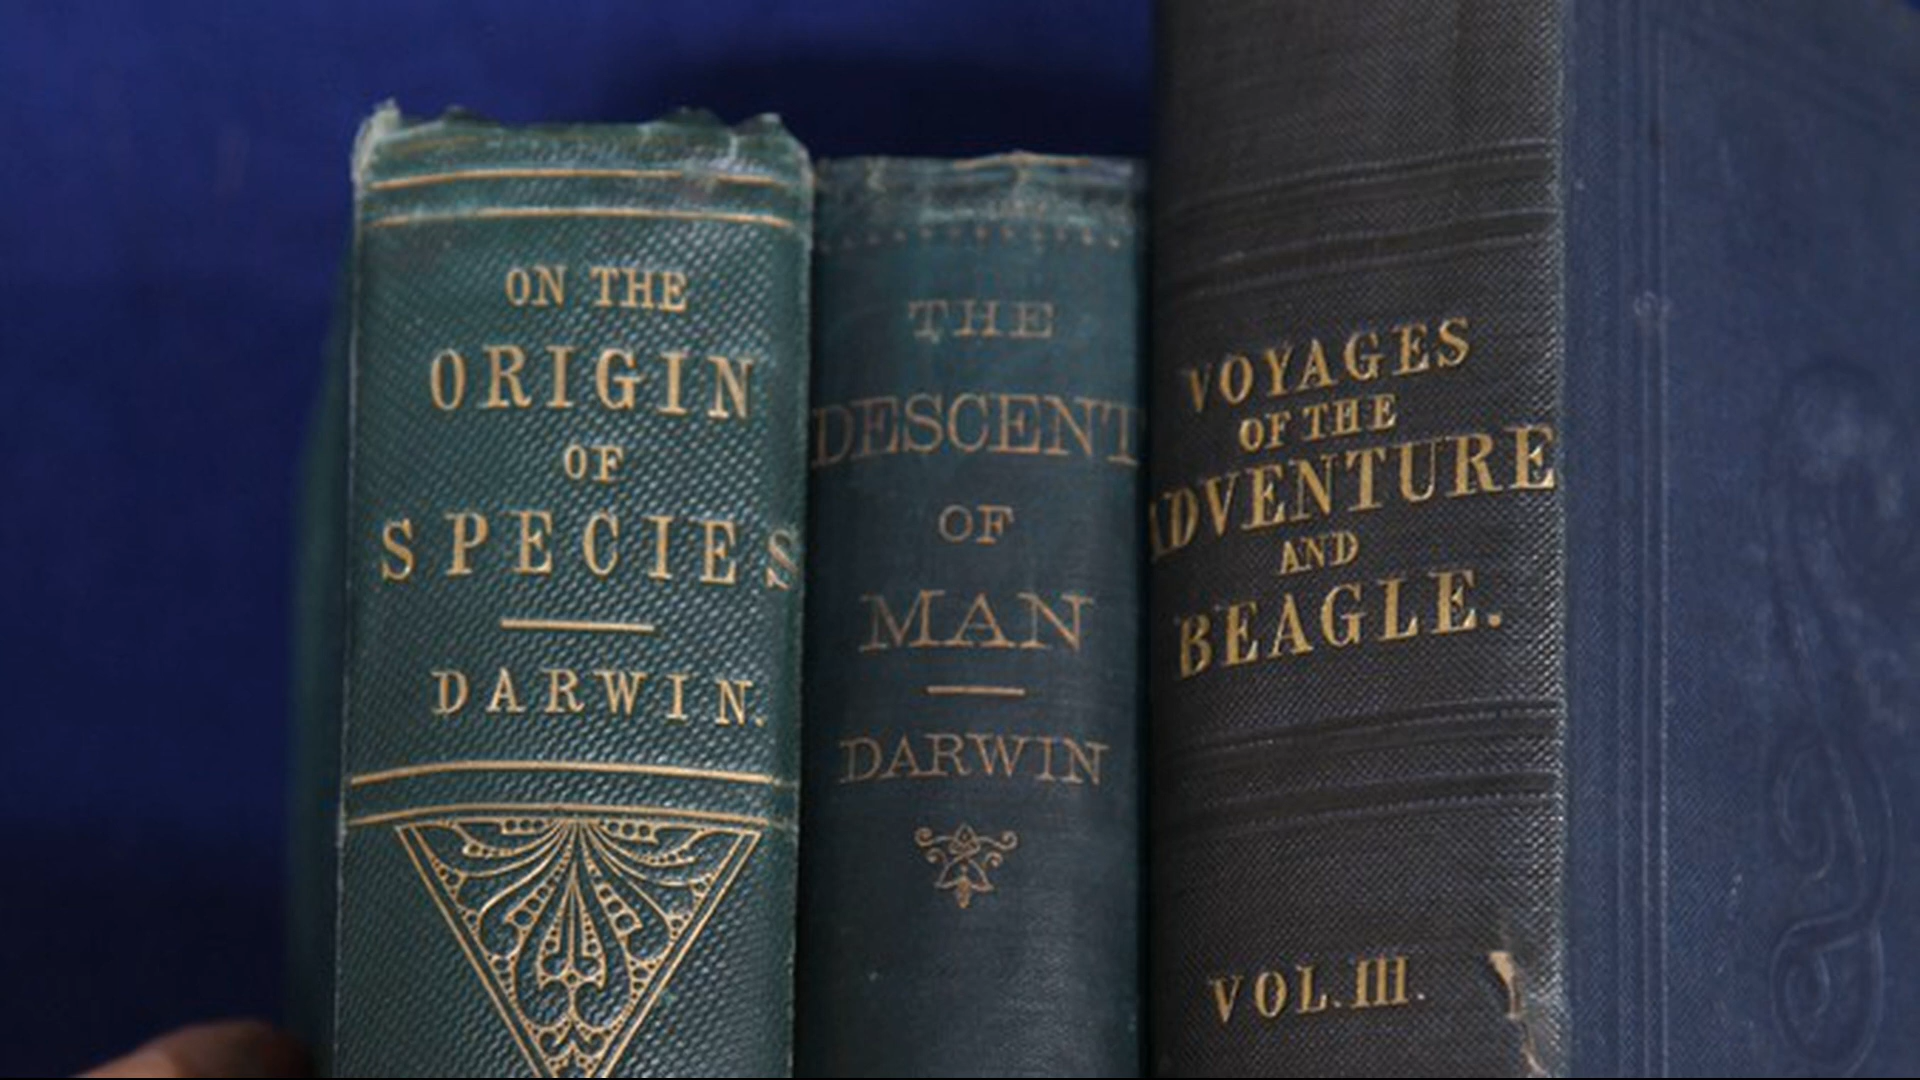 ON THE
ORIGIN
OF
SPECIES
DARWIN.
THE
DESCENT
OF
MAN
DARWIN
VOYAGES
OF THE
ADVENTURE
AND
BEAGLE.
VOL.III.